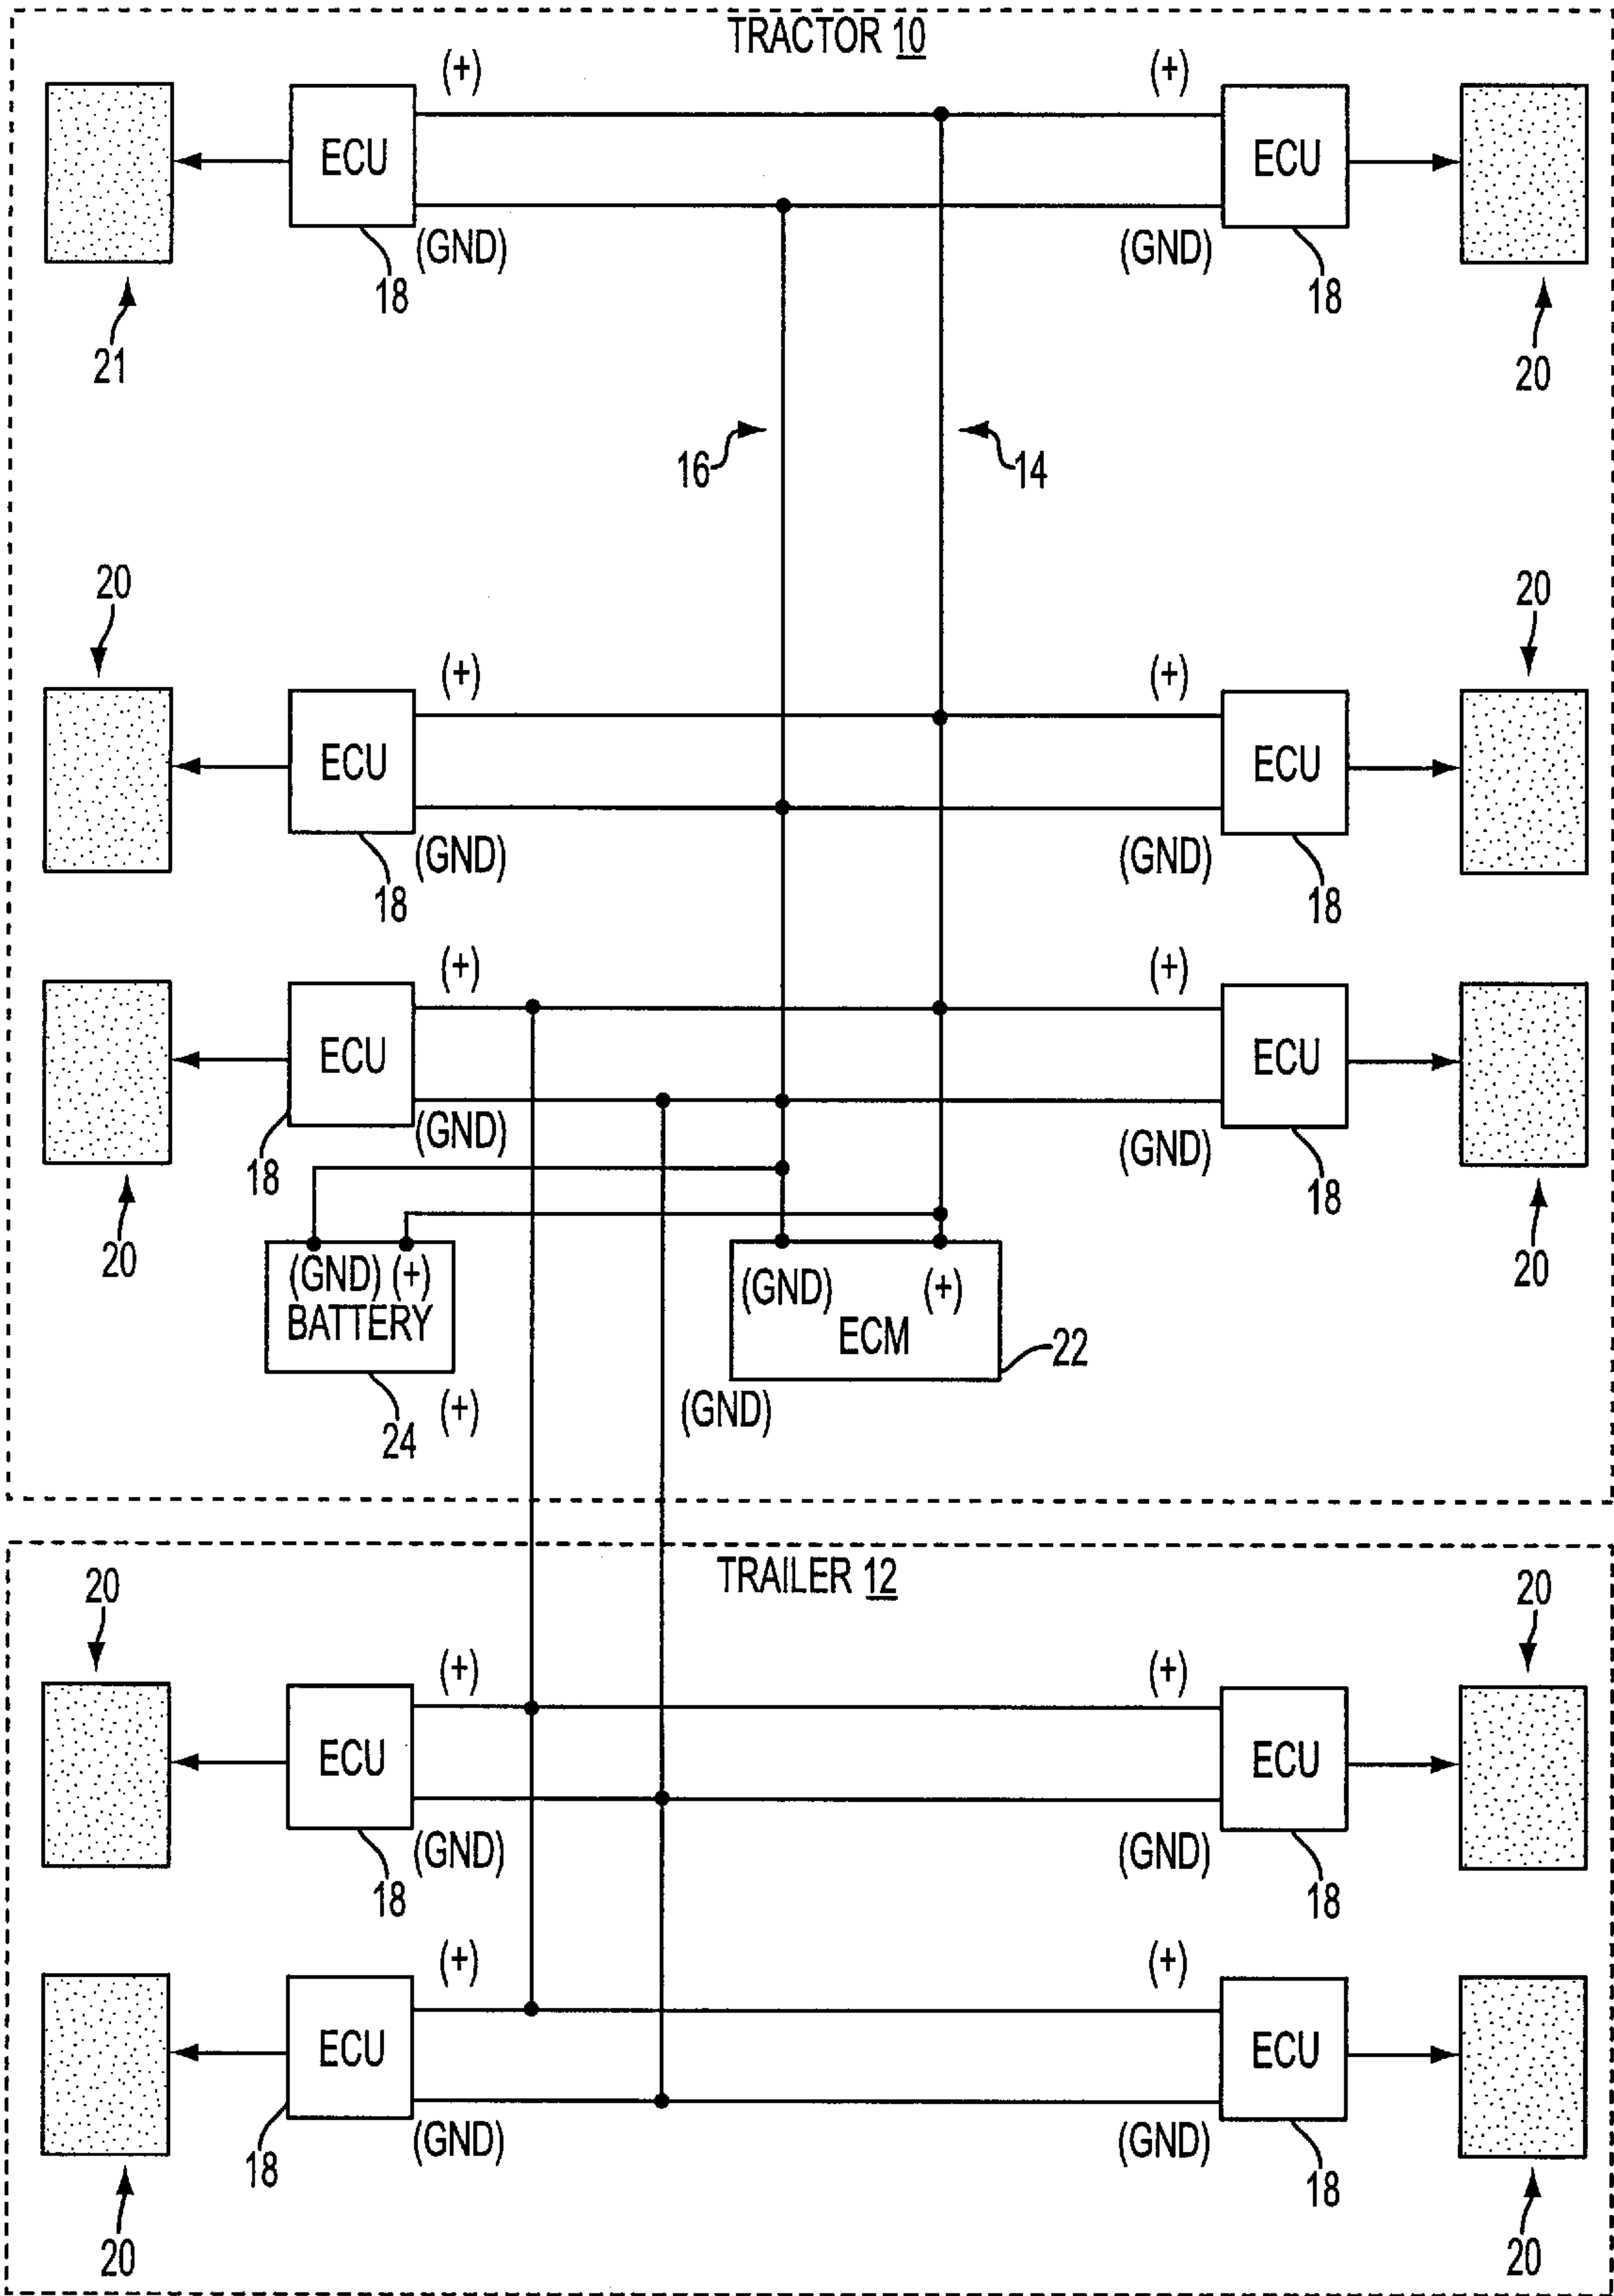 TRACTOR 10
(+) (+)
ECU ECU
(GND) (GND)
18 18
21 20
16 14
20 20
(+) (+)
ECU ECU
(GND) (GND)
18 18
(+) (+)
ECU ECU
(GND) (GND)
18 18
20 20
(GND) (+) (GND) (+)
BATTERY ECM
22
24 (+) (GND)
TRAILER 12
20 20
(+) (+)
ECU ECU
(GND) (GND)
18 18
(+) (+)
ECU ECU
(GND) (GND)
18 18
20 20